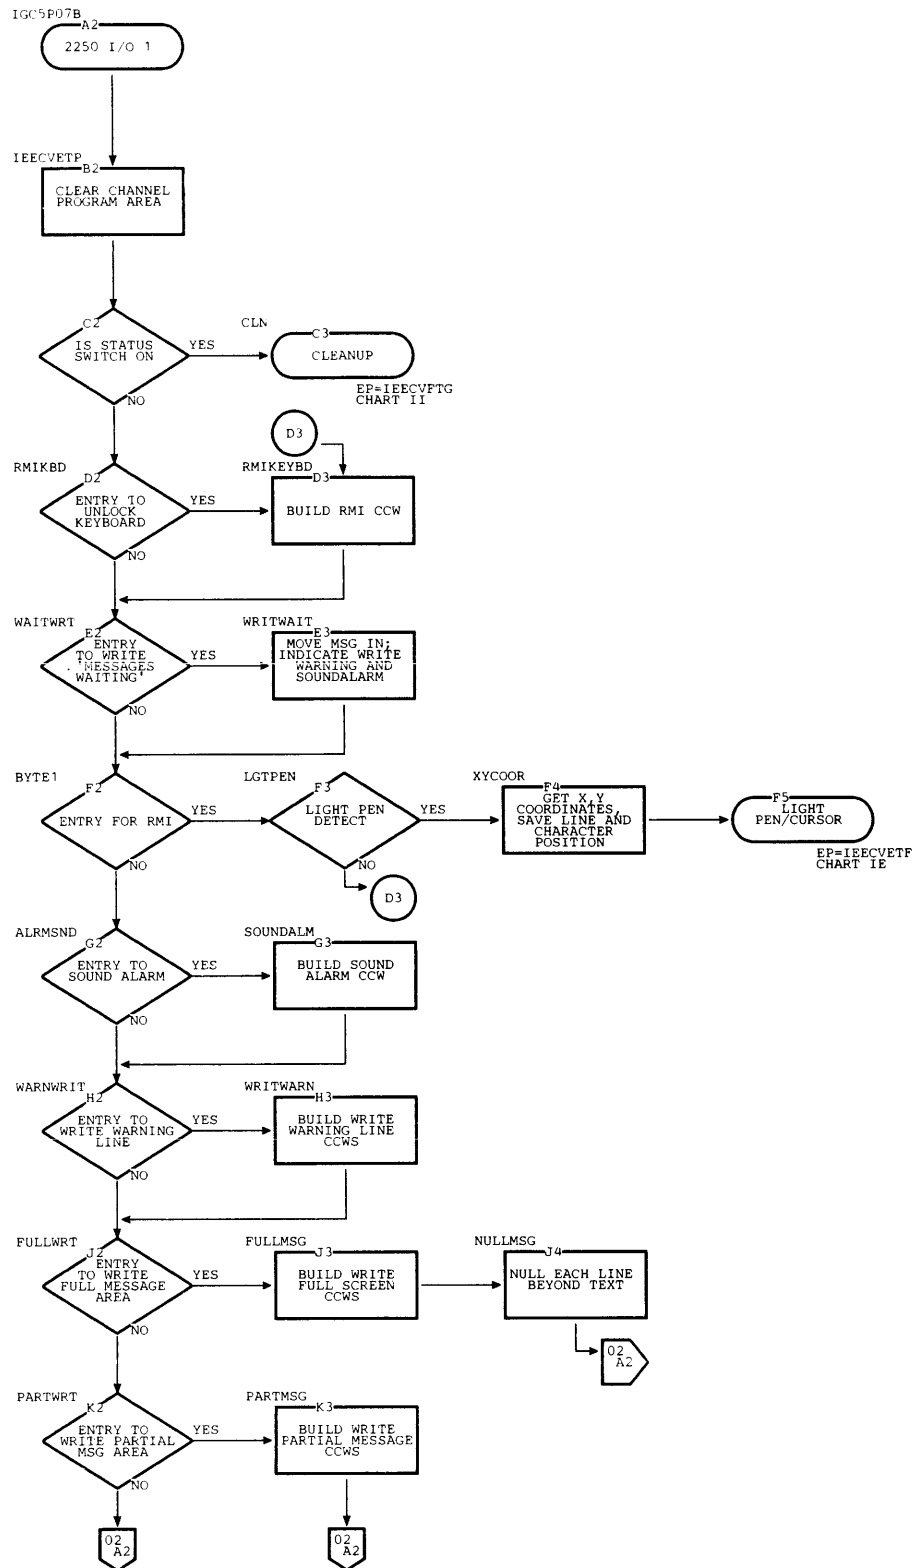 IGC5P07B
A2
2250 I/O 1
IEECVETP
B2
CLEAR CHANNEL
PROGRAM AREA
C2
IS STATUS
SWITCH ON
YES
NO
CLN
C3
CLEANUP
EP=IEECVFTG
CHART II
D3
RMIKBD
D2
ENTRY TO
UNLOCK
KEYBOARD
YES
NO
RMIKEYBD
D3
BUILD RMI CCW
WAITWRT
E2
ENTRY
TO WRITE
'MESSAGES
WAITING'
YES
NO
WRITWAIT
E3
MOVE MSG IN;
INDICATE WRITE
WARNING AND
SOUNDALARM
BYTE1
F2
ENTRY FOR RMI
YES
NO
LGTPEN
F3
LIGHT PEN
DETECT
YES
NO
D3
XYCOOR
F4
GET X,Y
COORDINATES,
SAVE LINE AND
CHARACTER
POSITION
F5
LIGHT
PEN/CURSOR
EP=IEECVETF
CHART IE
ALRMSND
G2
ENTRY TO
SOUND ALARM
YES
NO
SOUNDALM
G3
BUILD SOUND
ALARM CCW
WARNWRIT
H2
ENTRY TO
WRITE WARNING
LINE
YES
NO
WRITWARN
H3
BUILD WRITE
WARNING LINE
CCWS
FULLWRT
J2
ENTRY
TO WRITE
FULL MESSAGE
AREA
YES
NO
FULLMSG
J3
BUILD WRITE
FULL SCREEN
CCWS
NULLMSG
J4
NULL EACH LINE
BEYOND TEXT
02
A2
PARTWRT
K2
ENTRY TO
WRITE PARTIAL
MSG AREA
YES
NO
PARTMSG
K3
BUILD WRITE
PARTIAL MESSAGE
CCWS
02
A2
02
A2